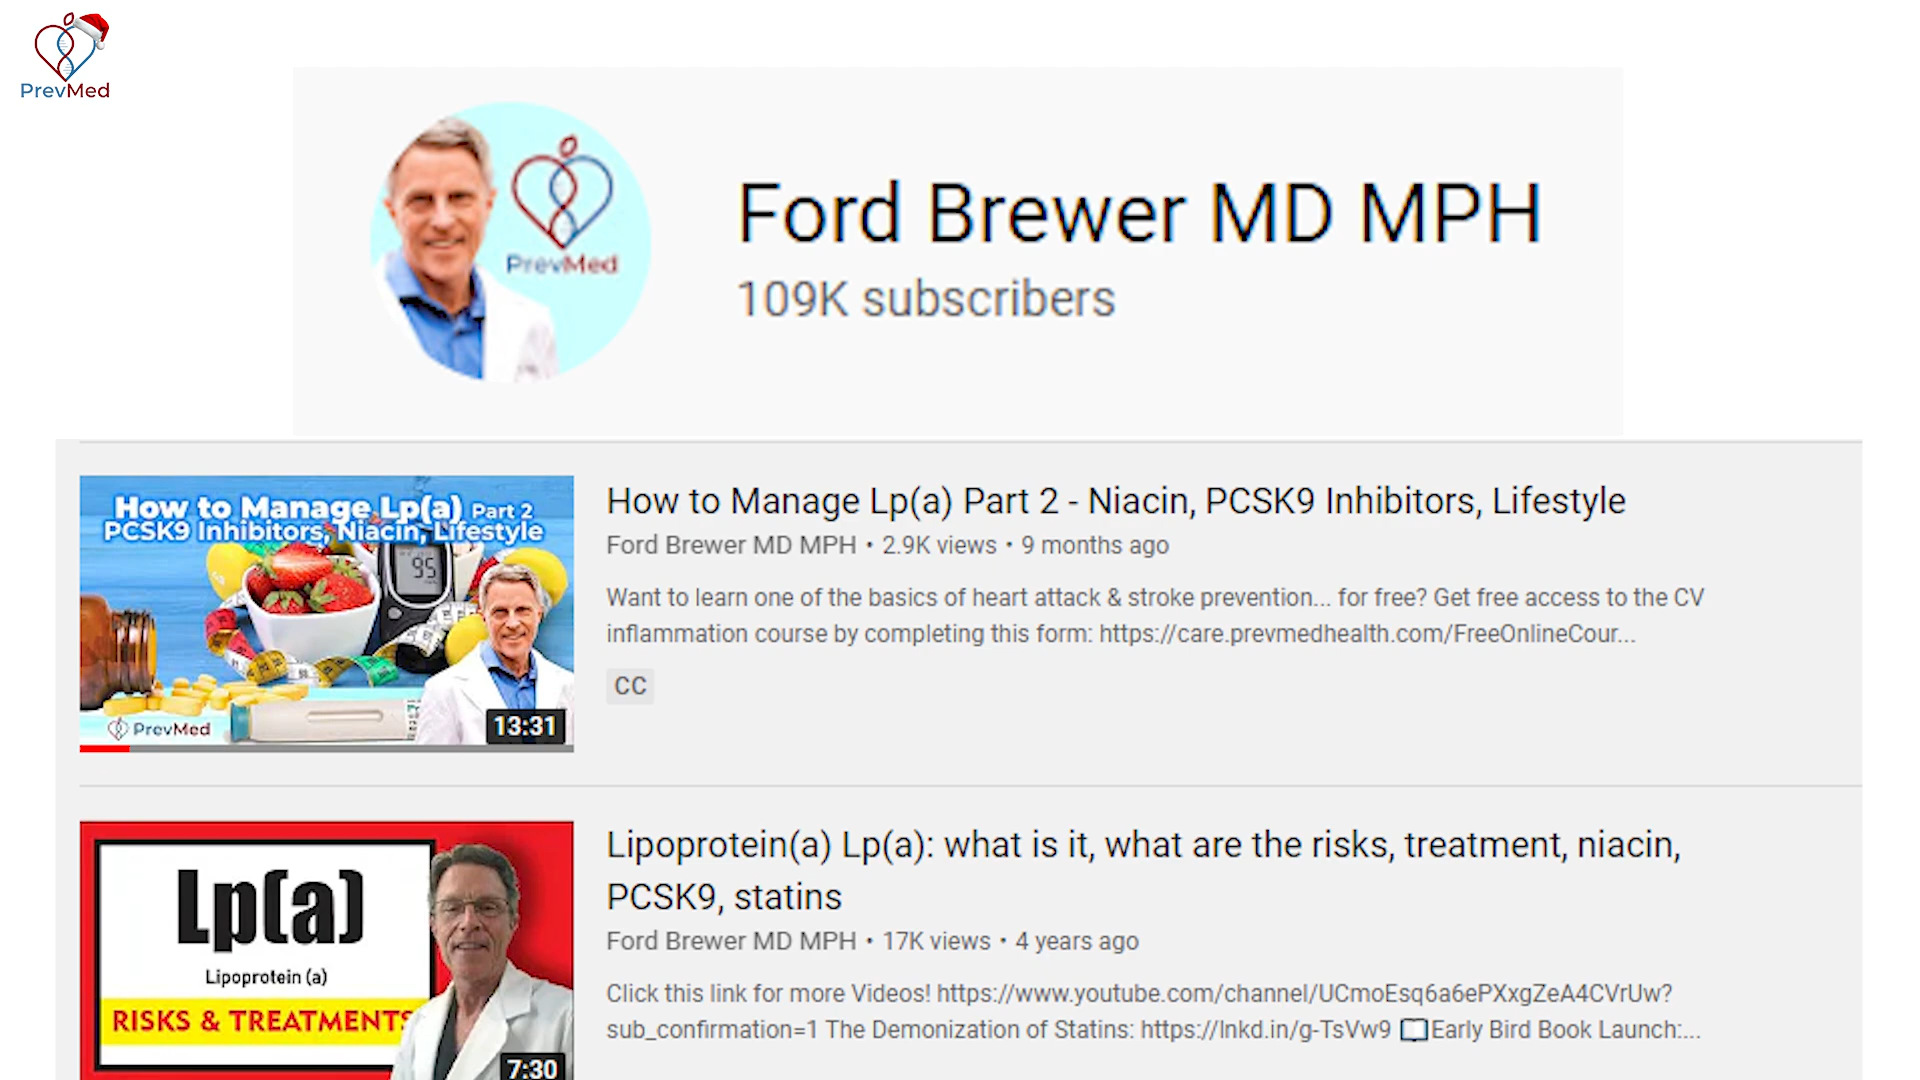 PrevMed
PrevMed
Ford Brewer MD MPH
109K subscribers
How to Manage Lp(a) Part 2
PCSK9 Inhibitors, Niacin, Lifestyle
95
PrevMed
13:31
How to Manage Lp(a) Part 2 - Niacin, PCSK9 Inhibitors, Lifestyle
Ford Brewer MD MPH • 2.9K views • 9 months ago
Want to learn one of the basics of heart attack & stroke prevention... for free? Get free access to the CV
inflammation course by completing this form: https://care.prevmedhealth.com/FreeOnlineCour...
CC
Lp(a)
Lipoprotein (a)
RISKS & TREATMENTS
7:30
Lipoprotein(a) Lp(a): what is it, what are the risks, treatment, niacin,
PCSK9, statins
Ford Brewer MD MPH • 17K views • 4 years ago
Click this link for more Videos! https://www.youtube.com/channel/UCmoEsq6a6ePXxgZeA4CVrUw?
sub_confirmation=1 The Demonization of Statins: https://lnkd.in/g-TsVw9 📖Early Bird Book Launch:...